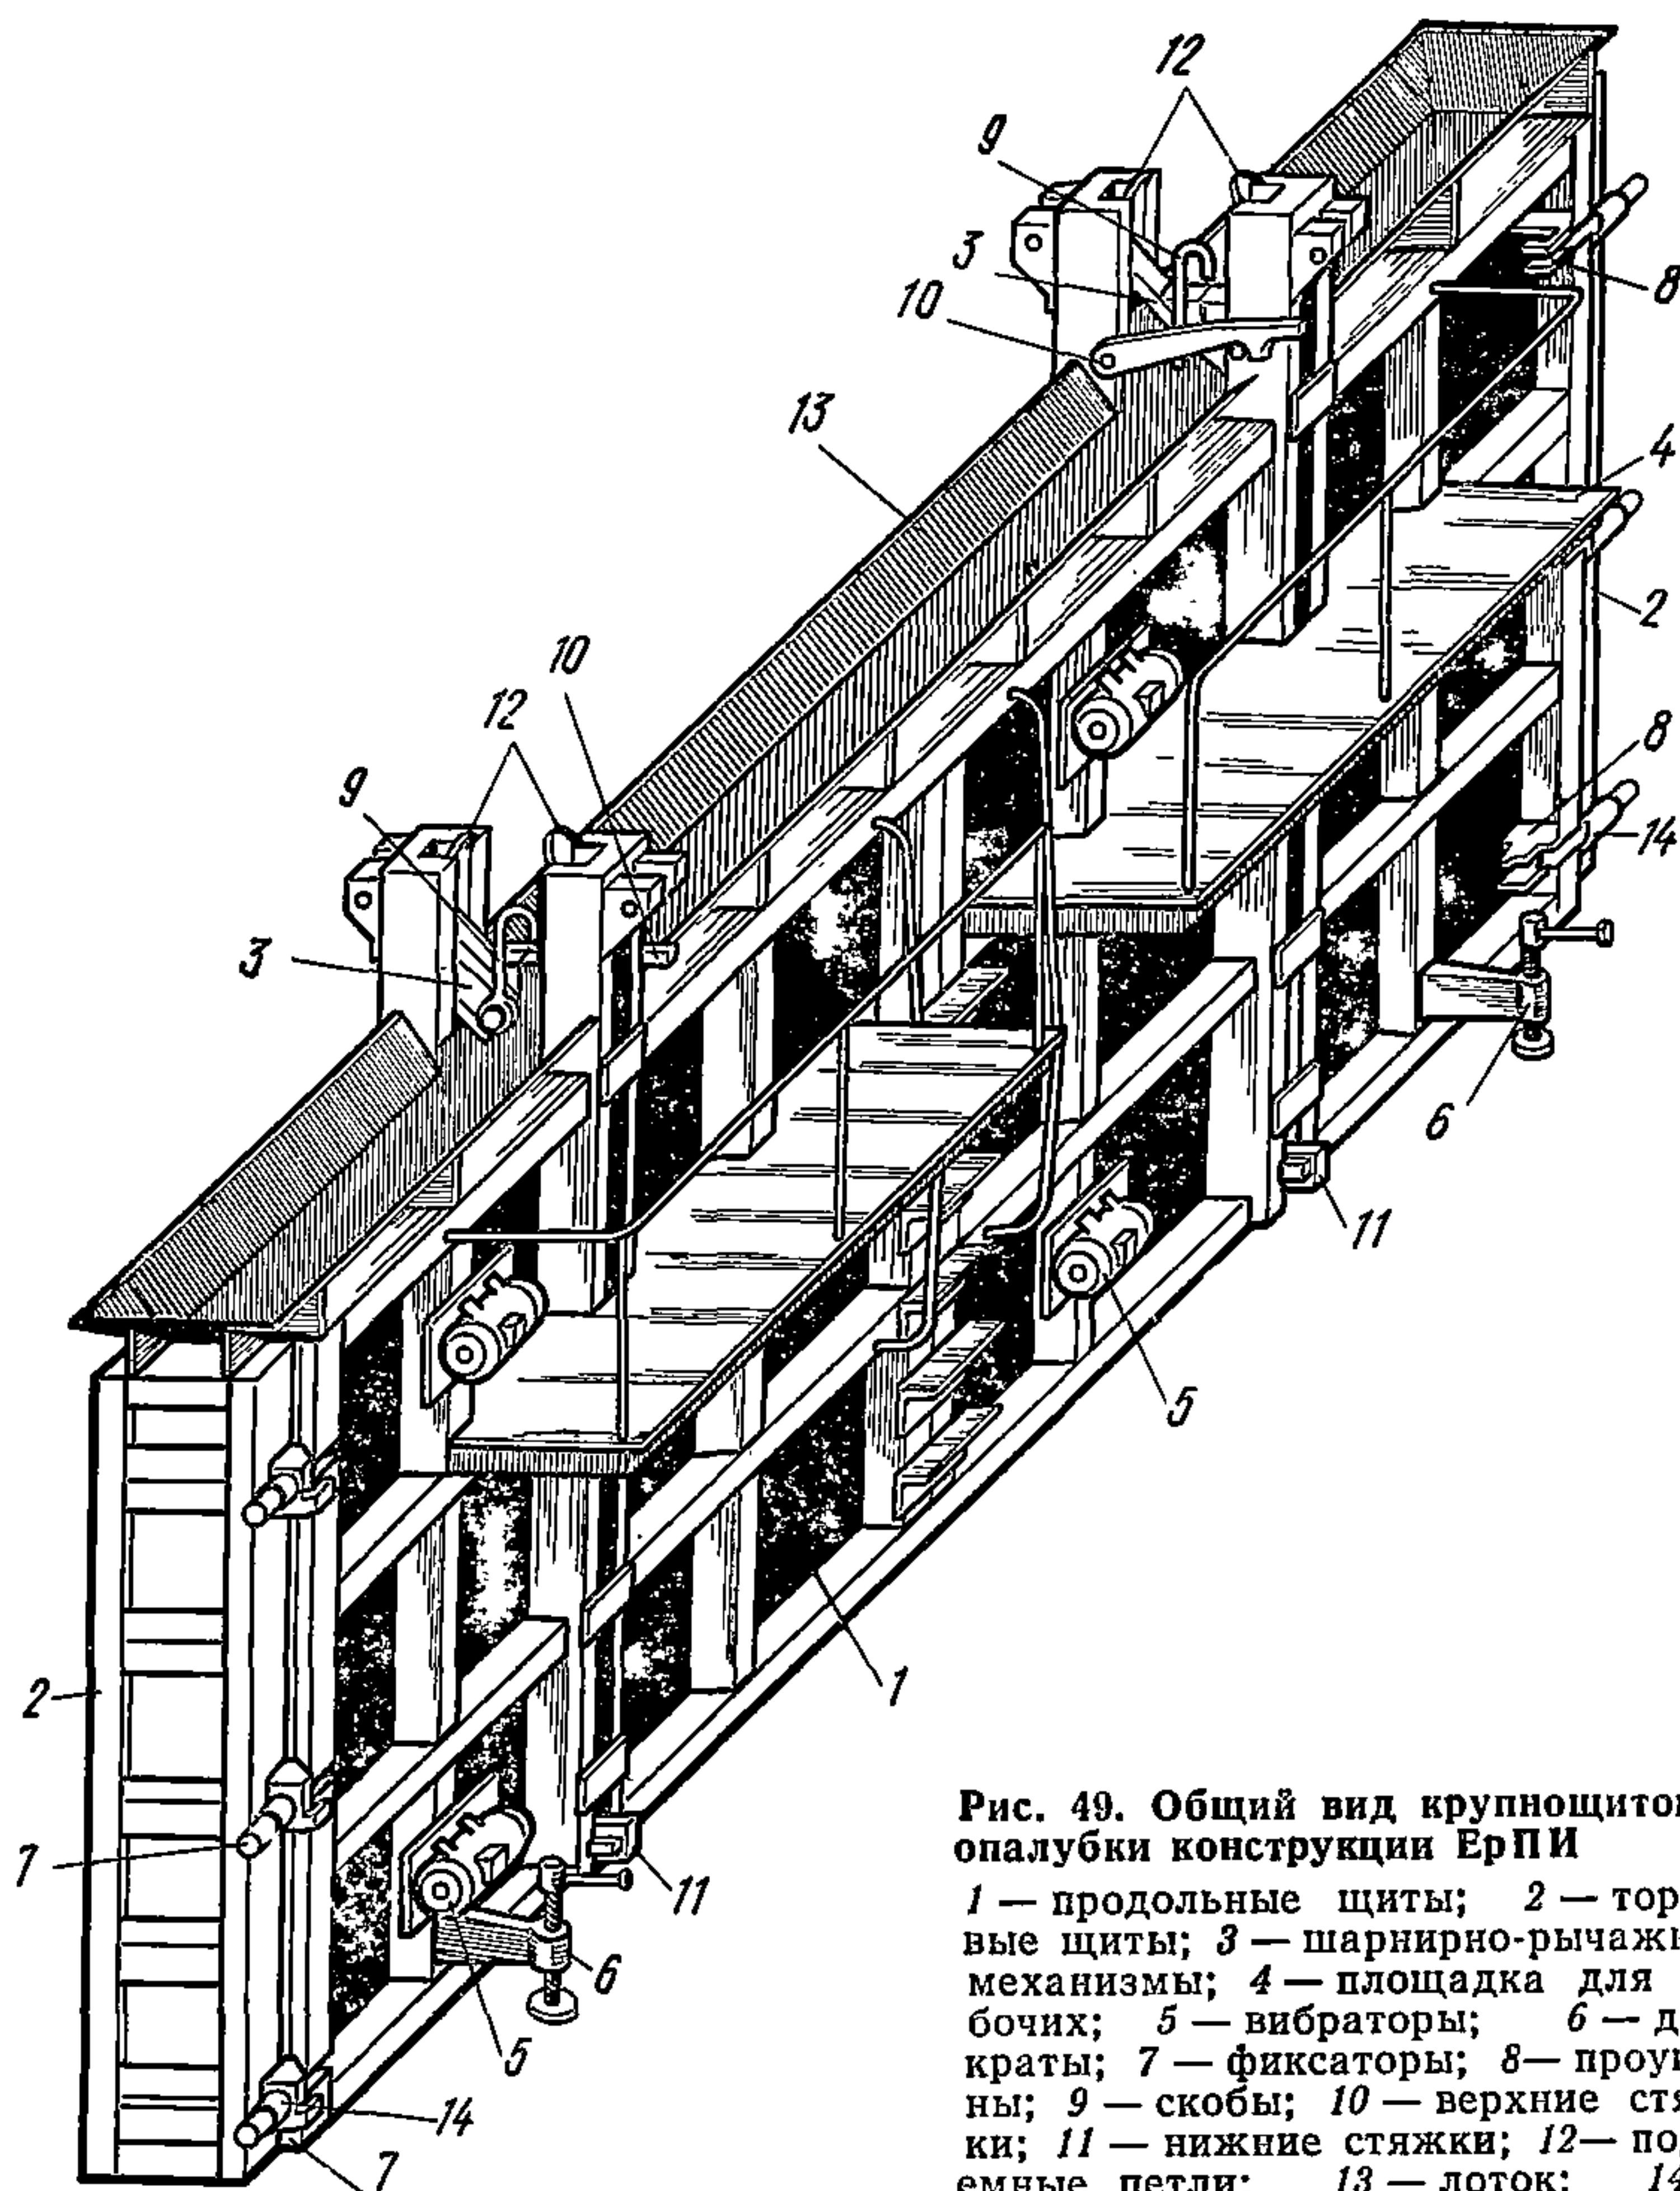 12
9
3
8
10
13
4
2
10
12
8
9
14
3
6
11
5
1
2
7
11
6
5
14
7
Рис. 49. Общий вид крупнощито
опалубки конструкции ЕрПИ
1 — продольные щиты; 2 — тор
вые щиты; 3 — шарнирно-рычаж
механизмы; 4 — площадка для
бочих; 5 — вибраторы; 6 — д
краты; 7 — фиксаторы; 8— проу
ны; 9 — скобы; 10 — верхние ст
ки; 11 — нижние стяжки; 12— по
емные петли; 13 — лоток; 14